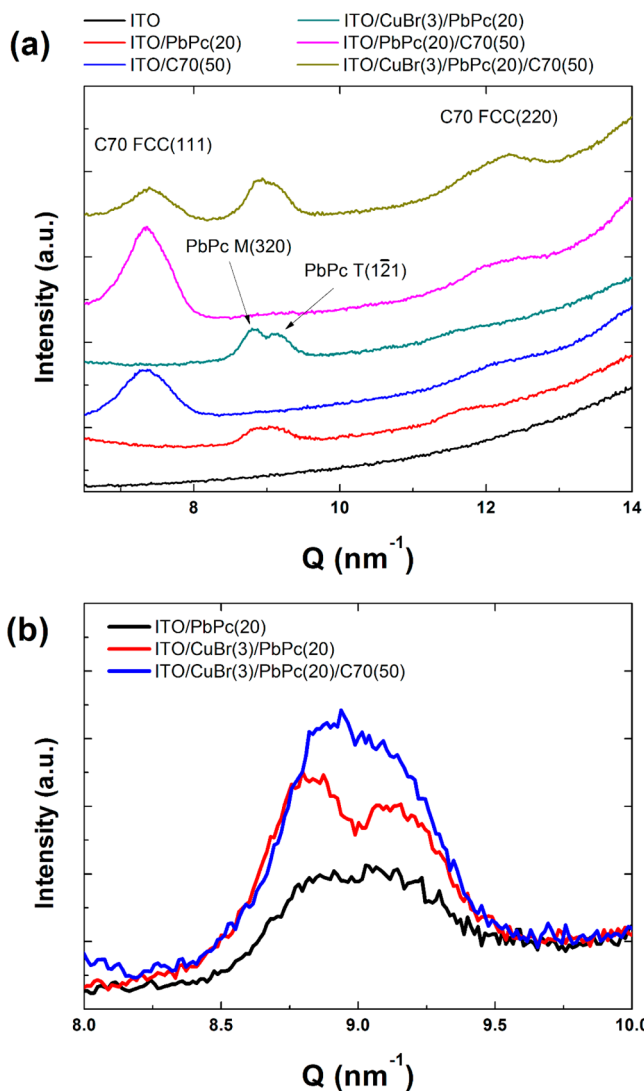 ITO
ITO/PbPc(20)
ITO/C70(50)
ITO/CuBr(3)/PbPc(20)
ITO/PbPc(20)/C70(50)
ITO/CuBr(3)/PbPc(20)/C70(50)
(a)
C70 FCC(111)
C70 FCC(220)
PbPc M(320)
PbPc T(12̄1)
Intensity (a.u.)
8 10 12 14
Q (nm⁻¹)
(b)
ITO/PbPc(20)
ITO/CuBr(3)/PbPc(20)
ITO/CuBr(3)/PbPc(20)/C70(50)
Intensity (a.u.)
8.0 8.5 9.0 9.5 10.0
Q (nm⁻¹)